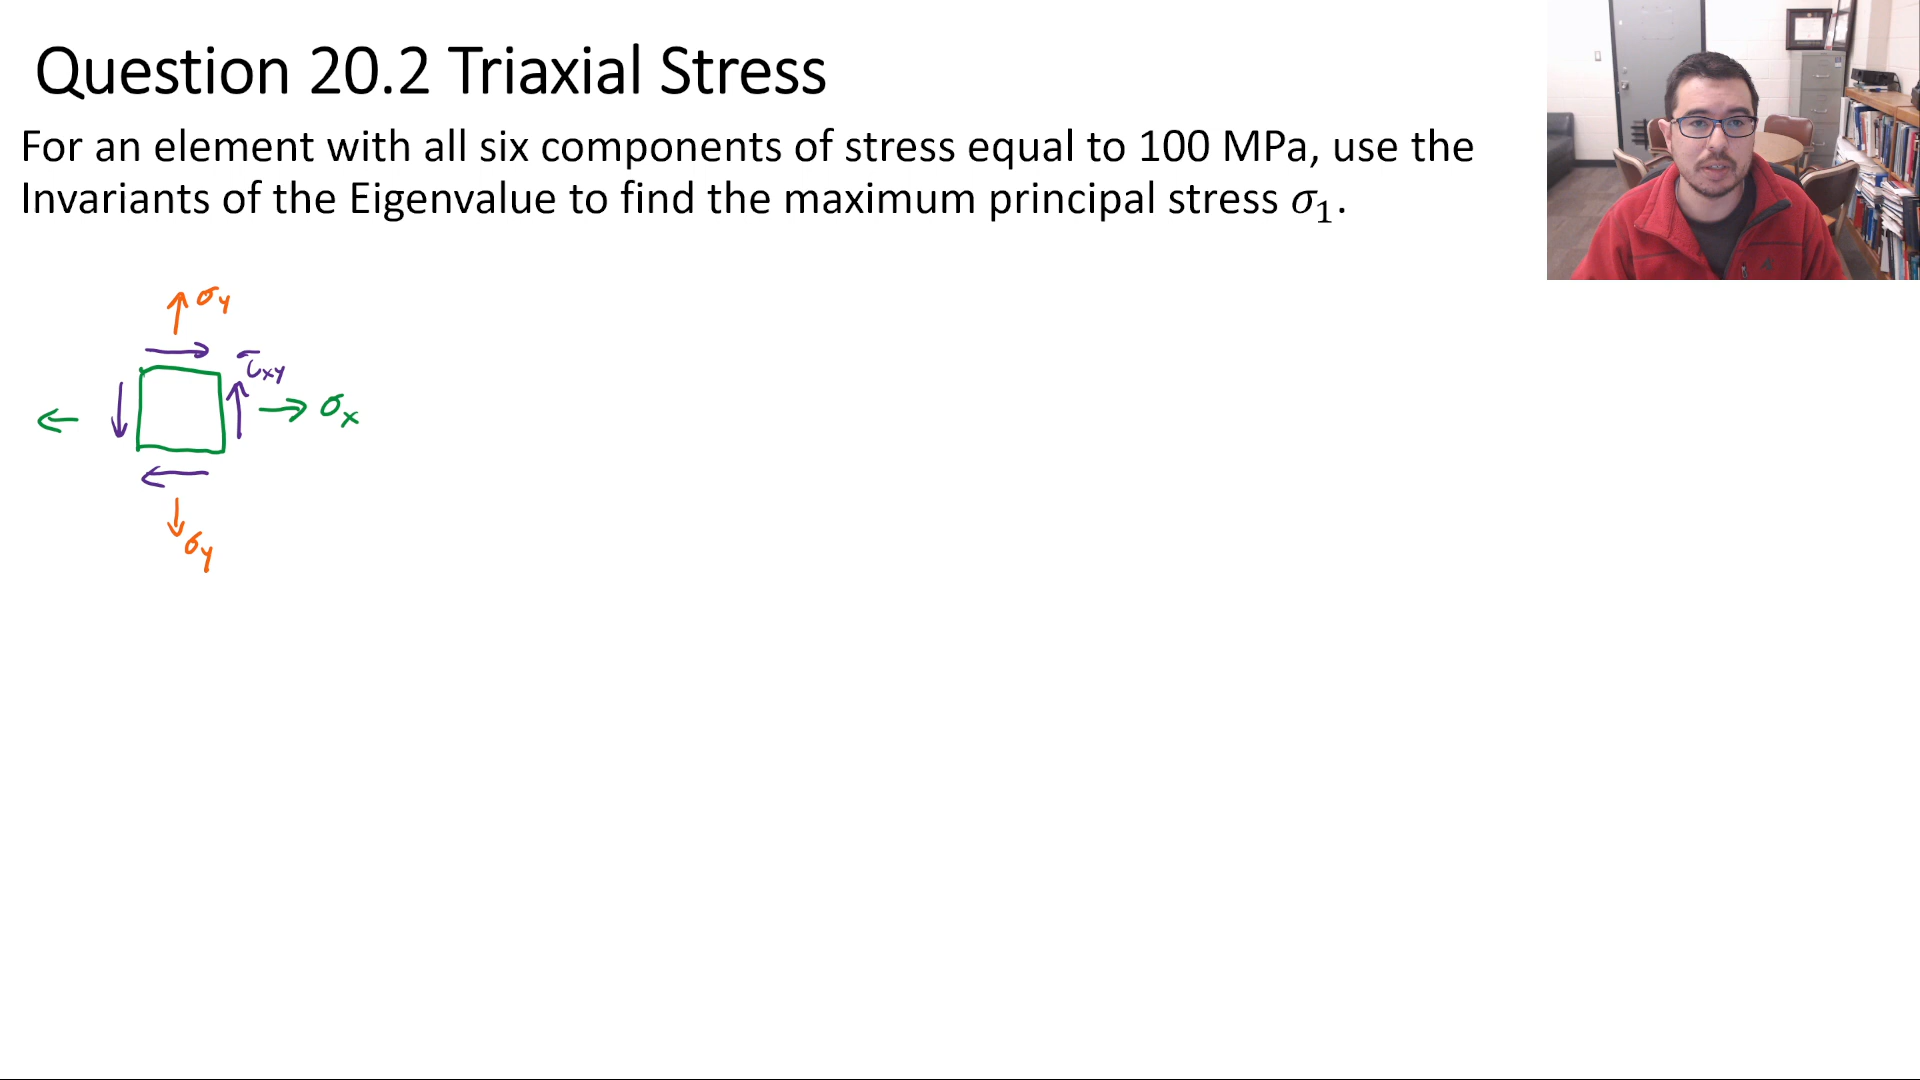 Question 20.2 Triaxial Stress
For an element with all six components of stress equal to 100 MPa, use the
Invariants of the Eigenvalue to find the maximum principal stress σ₁.
σy
τxy
σx
σy